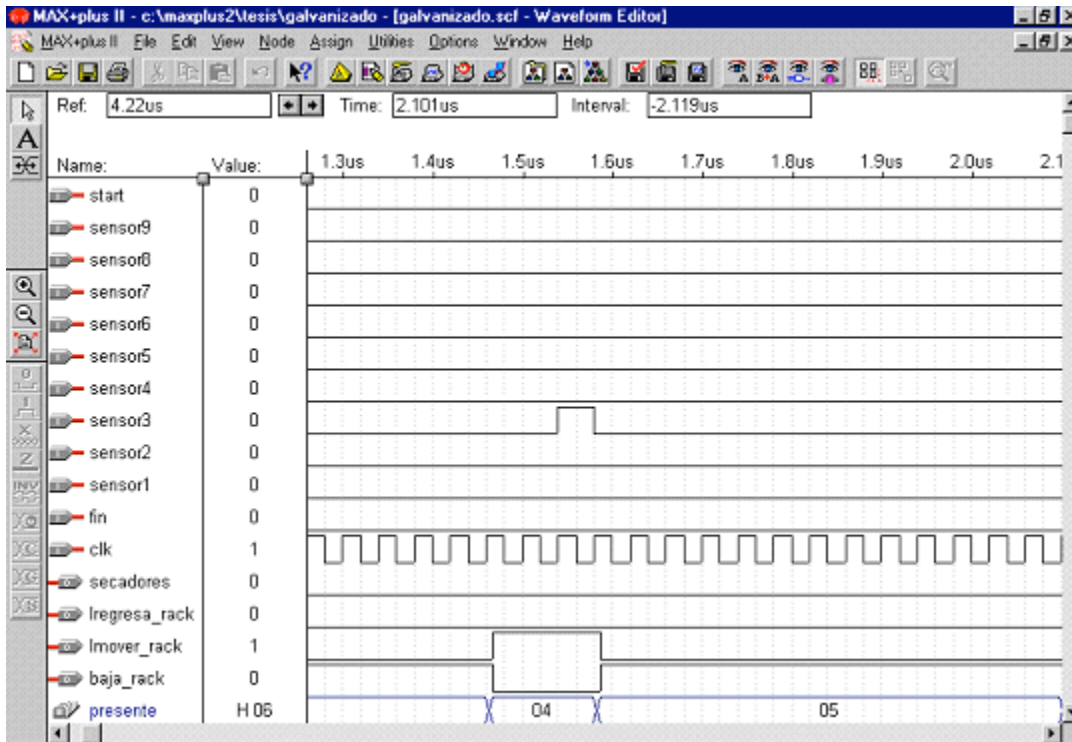 MAX+plus II - c:\maxplus2\tesis\galvanizado - [galvanizado.scf - Waveform Editor]
MAX+plus II File Edit View Node Assign Utilities Options Window Help
Ref: 4.22us Time: 2.101us Interval: -2.119us
Name: Value: 1.3us 1.4us 1.5us 1.6us 1.7us 1.8us 1.9us 2.0us 2.1
start 0
sensor9 0
sensor8 0
sensor7 0
sensor6 0
sensor5 0
sensor4 0
sensor3 0
sensor2 0
sensor1 0
fin 0
clk 1
secadores 0
lregresa_rack 0
lmover_rack 1
baja_rack 0
presente H 06 04 05